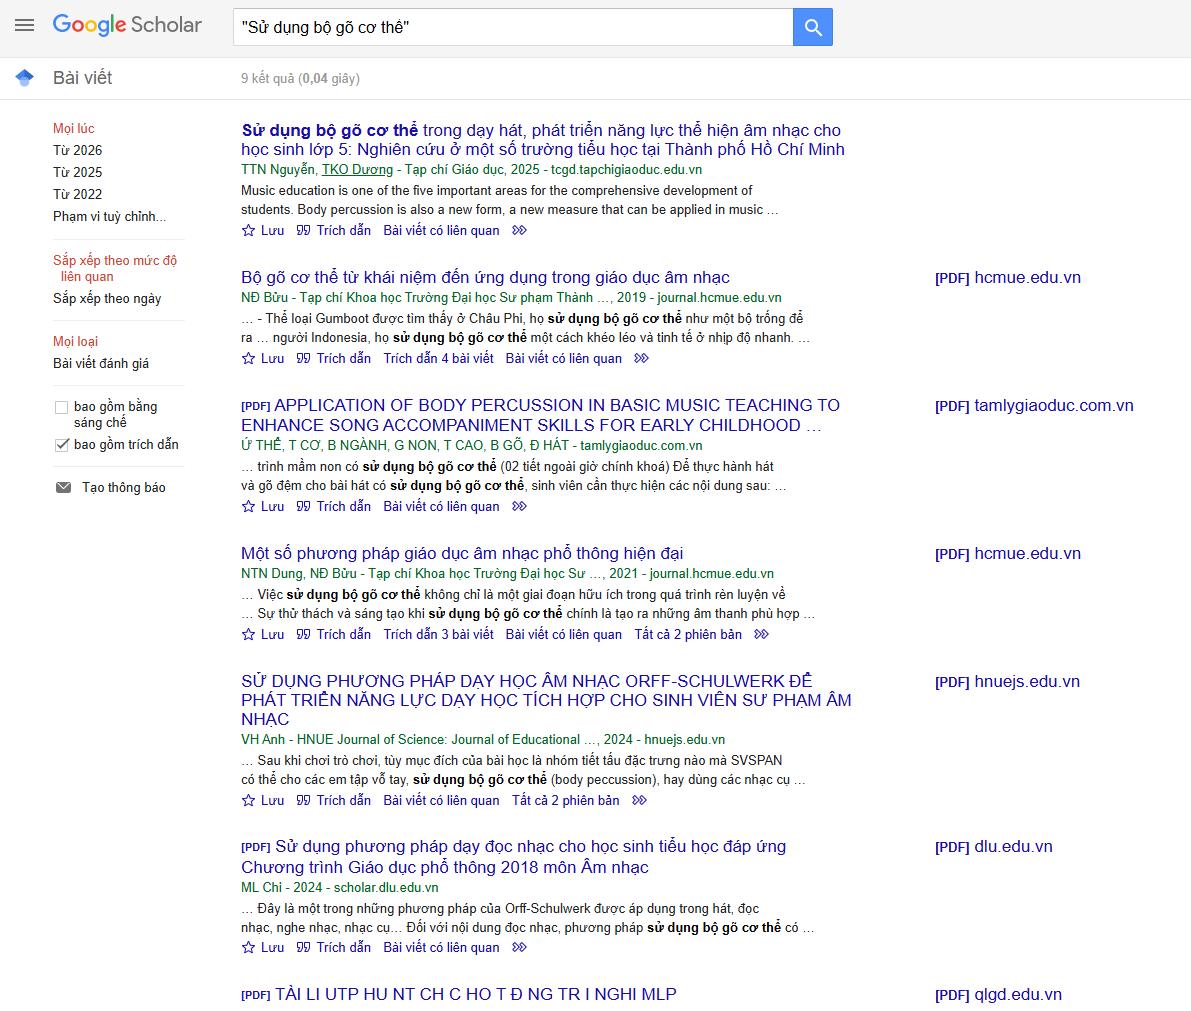 Google Scholar
"Sử dụng bộ gõ cơ thể"
Bài viết
9 kết quả (0,04 giây)
Mọi lúc
Từ 2026
Từ 2025
Từ 2022
Phạm vi tuỳ chỉnh...
Sắp xếp theo mức độ
liên quan
Sắp xếp theo ngày
Mọi loại
Bài viết đánh giá
bao gồm bằng
sáng chế
bao gồm trích dẫn
Tạo thông báo
Sử dụng bộ gõ cơ thể trong dạy hát, phát triển năng lực thể hiện âm nhạc cho
học sinh lớp 5: Nghiên cứu ở một số trường tiểu học tại Thành phố Hồ Chí Minh
TTN Nguyễn, TKO Dương - Tạp chí Giáo dục, 2025 - tcgd.tapchigiaoduc.edu.vn
Music education is one of the five important areas for the comprehensive development of
students. Body percussion is also a new form, a new measure that can be applied in music ...
Lưu Trích dẫn Bài viết có liên quan
Bộ gõ cơ thể từ khái niệm đến ứng dụng trong giáo dục âm nhạc
[PDF] hcmue.edu.vn
NĐ Bửu - Tạp chí Khoa học Trường Đại học Sư phạm Thành ..., 2019 - journal.hcmue.edu.vn
... - Thể loại Gumboot được tìm thấy ở Châu Phi, họ sử dụng bộ gõ cơ thể như một bộ trống để
ra ... người Indonesia, họ sử dụng bộ gõ cơ thể một cách khéo léo và tinh tế ở nhịp độ nhanh. ...
Lưu Trích dẫn Trích dẫn 4 bài viết Bài viết có liên quan
[PDF] APPLICATION OF BODY PERCUSSION IN BASIC MUSIC TEACHING TO
ENHANCE SONG ACCOMPANIMENT SKILLS FOR EARLY CHILDHOOD ...
[PDF] tamlygiaoduc.com.vn
Ứ THỂ, T CƠ, B NGÀNH, G NON, T CAO, B GÕ, Đ HÁT - tamlygiaoduc.com.vn
... trình mầm non có sử dụng bộ gõ cơ thể (02 tiết ngoài giờ chính khoá) Để thực hành hát
và gõ đệm cho bài hát có sử dụng bộ gõ cơ thể, sinh viên cần thực hiện các nội dung sau: ...
Lưu Trích dẫn Bài viết có liên quan
Một số phương pháp giáo dục âm nhạc phổ thông hiện đại
[PDF] hcmue.edu.vn
NTN Dung, NĐ Bửu - Tạp chí Khoa học Trường Đại học Sư ..., 2021 - journal.hcmue.edu.vn
... Việc sử dụng bộ gõ cơ thể không chỉ là một giai đoạn hữu ích trong quá trình rèn luyện về
... Sự thử thách và sáng tạo khi sử dụng bộ gõ cơ thể chính là tạo ra những âm thanh phù hợp ...
Lưu Trích dẫn Trích dẫn 3 bài viết Bài viết có liên quan Tất cả 2 phiên bản
SỬ DỤNG PHƯƠNG PHÁP DẠY HỌC ÂM NHẠC ORFF-SCHULWERK ĐỂ
PHÁT TRIỂN NĂNG LỰC DẠY HỌC TÍCH HỢP CHO SINH VIÊN SƯ PHẠM ÂM
NHẠC
[PDF] hnuejs.edu.vn
VH Anh - HNUE Journal of Science: Journal of Educational ..., 2024 - hnuejs.edu.vn
... Sau khi chơi trò chơi, tùy mục đích của bài học là nhóm tiết tấu đặc trưng nào mà SVSPAN
có thể cho các em tập vỗ tay, sử dụng bộ gõ cơ thể (body peccussion), hay dùng các nhạc cụ ...
Lưu Trích dẫn Bài viết có liên quan Tất cả 2 phiên bản
[PDF] Sử dụng phương pháp dạy đọc nhạc cho học sinh tiểu học đáp ứng
Chương trình Giáo dục phổ thông 2018 môn Âm nhạc
[PDF] dlu.edu.vn
ML Chi - 2024 - scholar.dlu.edu.vn
... Đây là một trong những phương pháp của Orff-Schulwerk được áp dụng trong hát, đọc
nhạc, nghe nhạc, nhạc cụ... Đối với nội dung đọc nhạc, phương pháp sử dụng bộ gõ cơ thể có ...
Lưu Trích dẫn Bài viết có liên quan
[PDF] TÀI LI UTP HU NT CH C HO T Đ NG TR I NGHI MLP
[PDF] qlgd.edu.vn